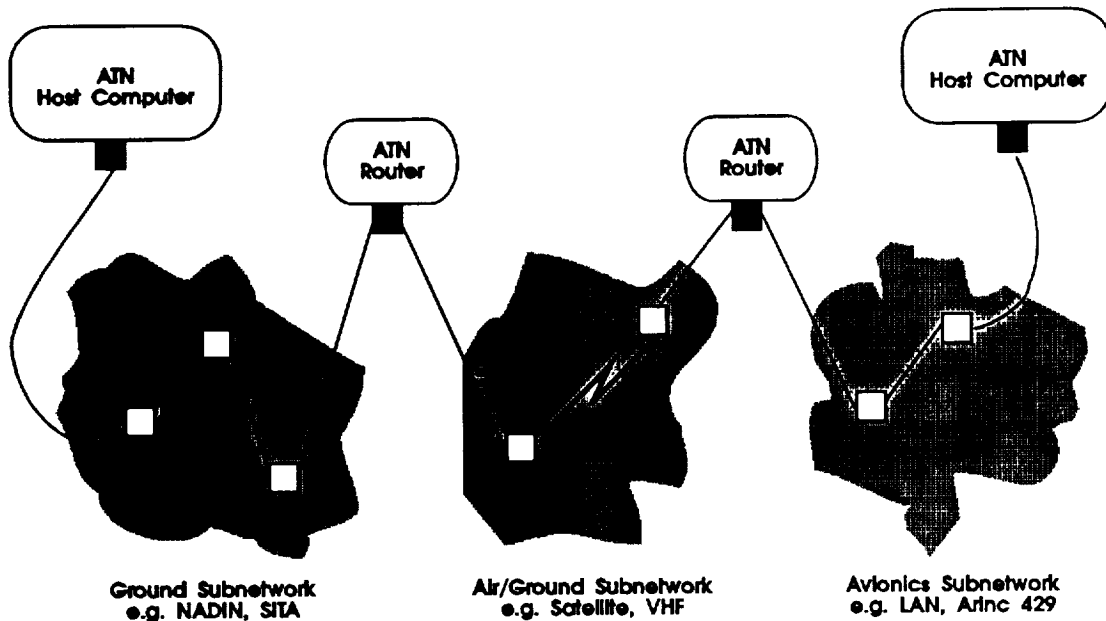 ATN
Host Computer
ATN
Host Computer
ATN
Router
ATN
Router
Ground Subnetwork
e.g. NADIN, SITA
Air/Ground Subnetwork
e.g. Satellite, VHF
Avionics Subnetwork
e.g. LAN, Arinc 429